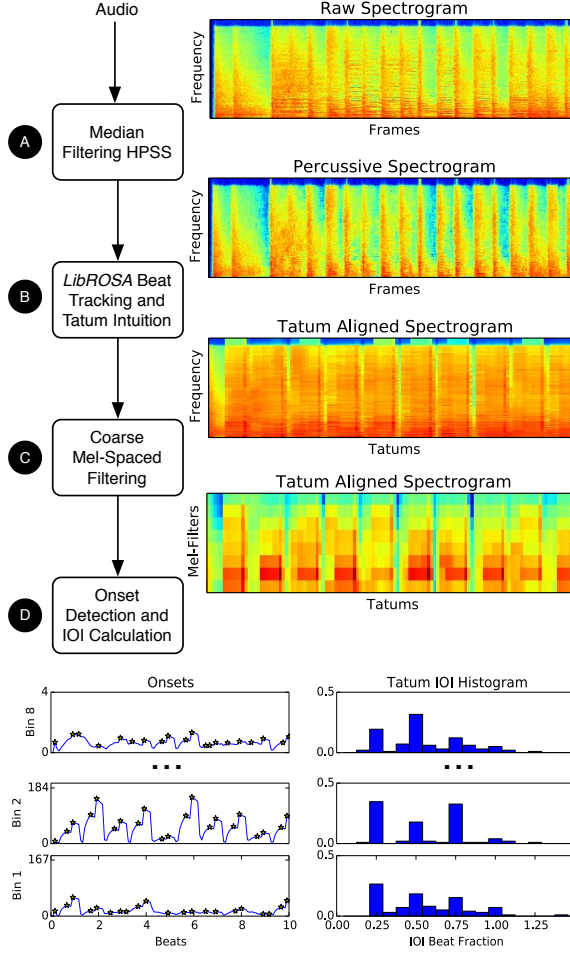 Audio
A
Median
Filtering HPSS
B
LibROSA Beat
Tracking and
Tatum Intuition
C
Coarse
Mel-Spaced
Filtering
D
Onset
Detection and
IOI Calculation
Raw Spectrogram
Frequency
Frames
Percussive Spectrogram
Frequency
Frames
Tatum Aligned Spectrogram
Frequency
Tatums
Tatum Aligned Spectrogram
Mel-Filters
Tatums
Onsets
Bin 8
4
0
...
Bin 2
184
0
Bin 1
167
0
0 2 4 6 8 10
Beats
Tatum IOI Histogram
0.5
0.0
...
0.5
0.0
0.5
0.0
0.00 0.25 0.50 0.75 1.00 1.25
IOI Beat Fraction